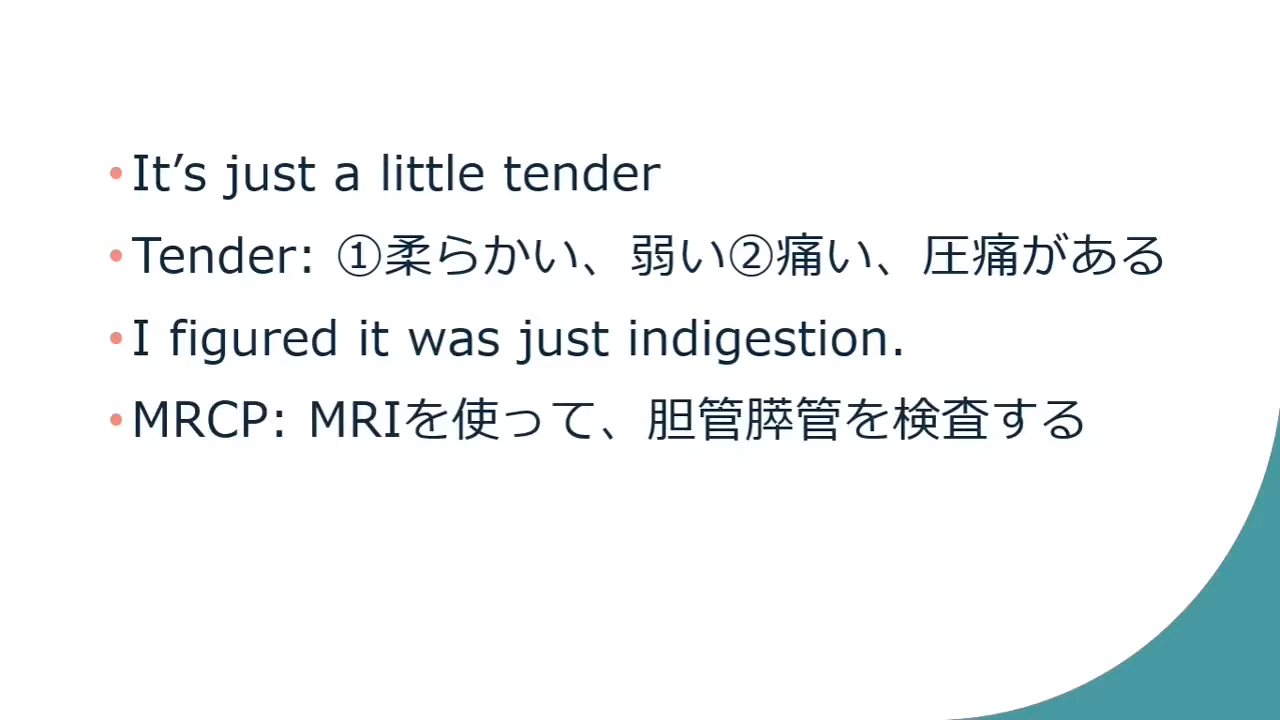 •It’s just a little tender
•Tender: ①柔らかい、弱い②痛い、圧痛がある
•I figured it was just indigestion.
•MRCP: MRIを使って、胆管膵管を検査する